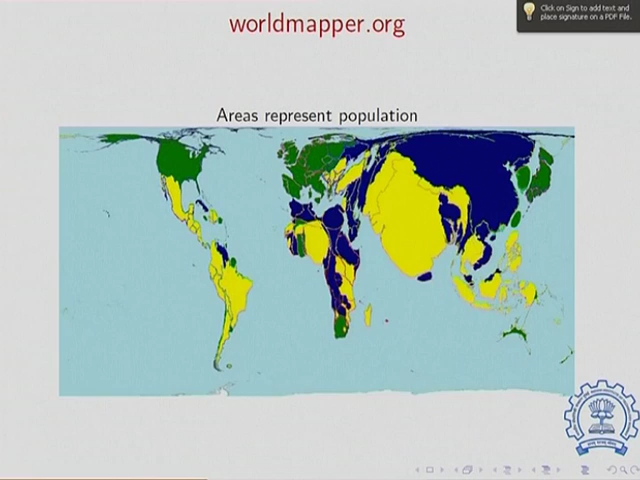 worldmapper.org
Click on Sign to add text and
place signature on a PDF File.
Areas represent population